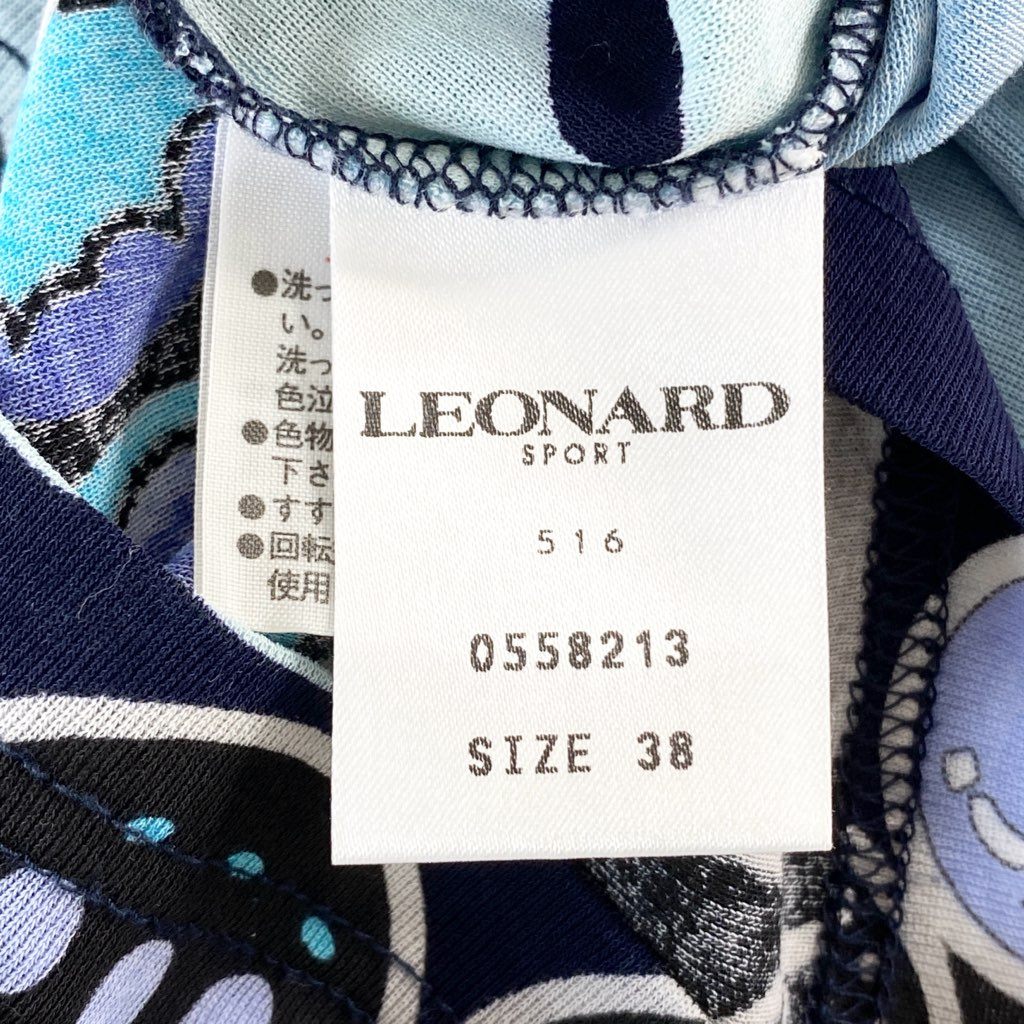 ●洗っ
い。
洗っ
色泣
●色物
下さ
●すす
●回転
使用
LEONARD
SPORT
516
0558213
SIZE 38